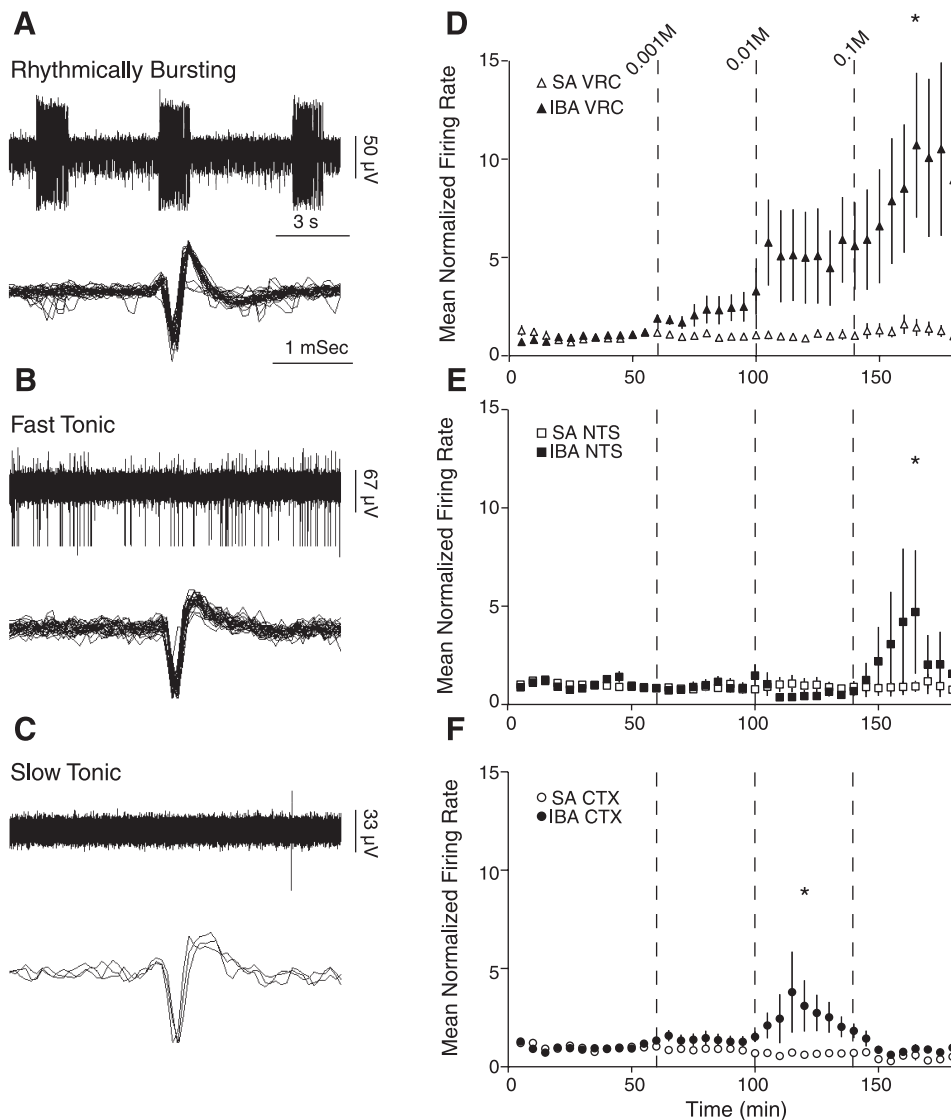 A
Rhythmically Bursting
50 µV
3 s
1 mSec
B
Fast Tonic
67 µV
C
Slow Tonic
33 µV
D
0.001M
0.01M
0.1M
*
SA VRC
IBA VRC
Mean Normalized Firing Rate
15
10
5
0
0
50
100
150
E
SA NTS
IBA NTS
*
Mean Normalized Firing Rate
15
10
5
0
0
50
100
150
F
SA CTX
IBA CTX
*
Mean Normalized Firing Rate
15
10
5
0
0
50
100
150
Time (min)